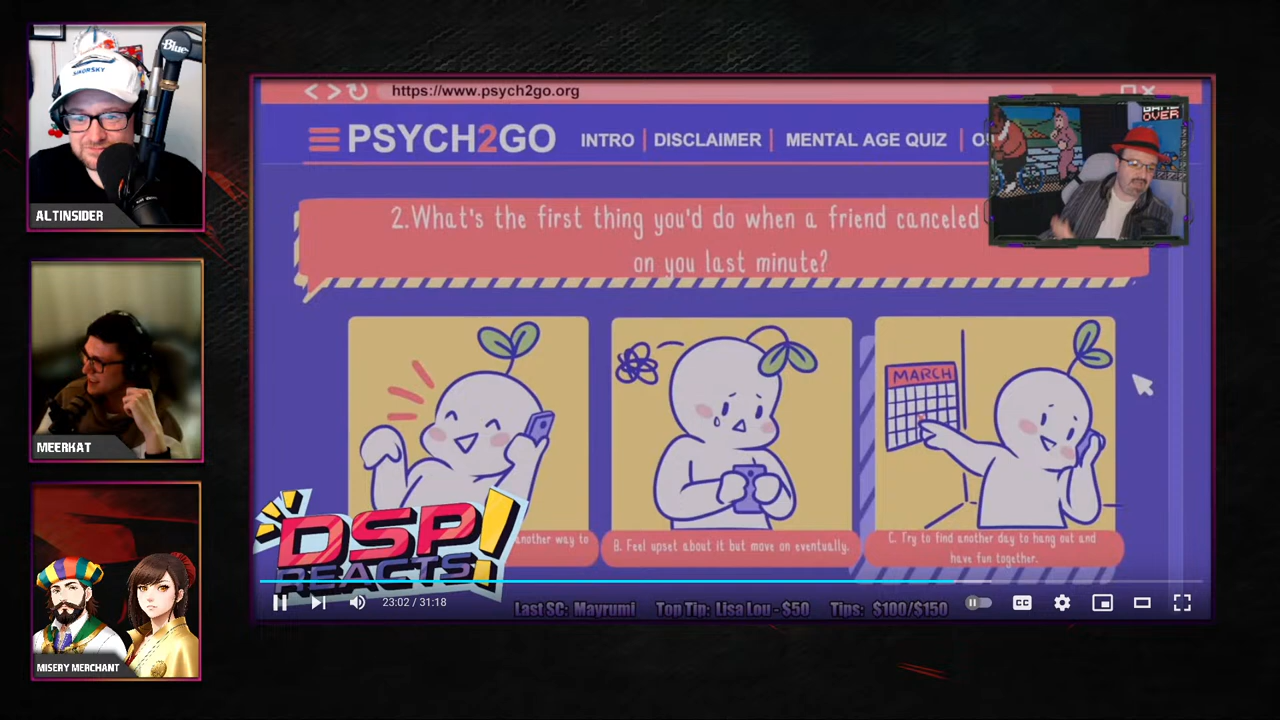 Blue
SIKORSKY
ALTINSIDER
MEERKAT
MISERY MERCHANT
https://www.psych2go.org
PSYCH2GO
INTRO | DISCLAIMER | MENTAL AGE QUIZ |
GAME
OVER
2.What's the first thing you'd do when a friend canceled
on you last minute?
MARCH
another way to
B. Feel upset about it but move on eventually.
C. Try to find another day to hang out and
have fun together.
DSP!
REACTS!
23:02 / 31:18
CC
Last SC: Mayrumi Top Tip: Lisa Lou - $50 Tips: $100/$150